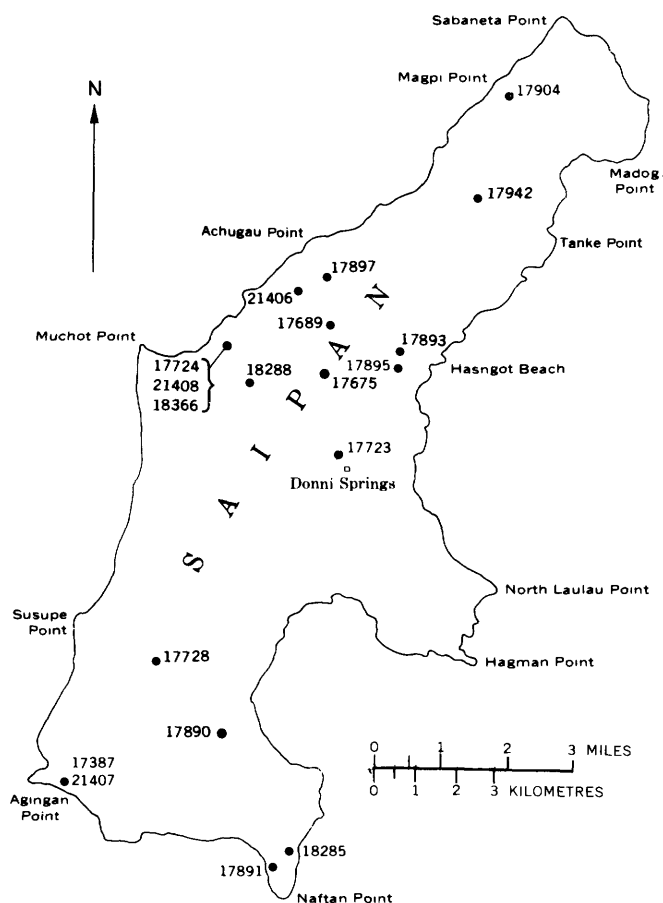 Sabaneta Point
Magpi Point
17904
N
Madog
Point
17942
Achugau Point
Tanke Point
17897
21406
17689
Muchot Point
17893
17724
21408
18366
18288
17895
17675
Hasngot Beach
17723
Donni Springs
SAIPAN
North Laulau Point
Susupe
Point
Hagman Point
17728
17890
0 2 3 MILES
0 1 2 3 KILOMETRES
17387
21407
Agingan
Point
18285
17891
Naftan Point